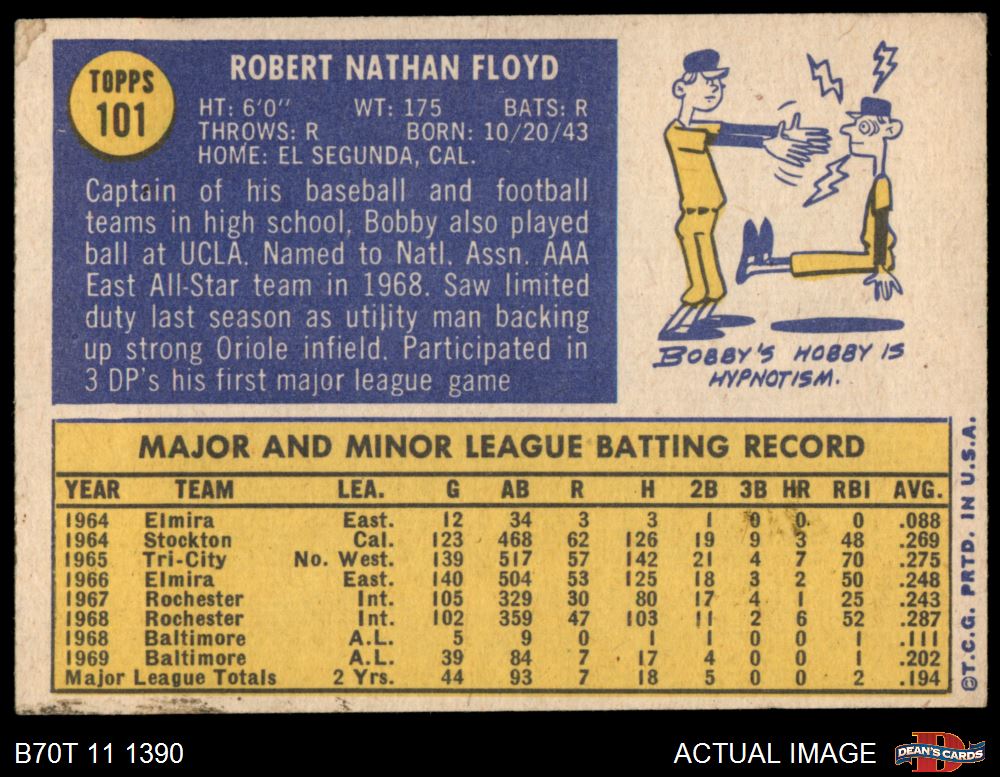 TOPPS
101
ROBERT NATHAN FLOYD
HT: 6'0" WT: 175 BATS: R
THROWS: R BORN: 10/20/43
HOME: EL SEGUNDA, CAL.
Captain of his baseball and football
teams in high school, Bobby also played
ball at UCLA. Named to Natl. Assn. AAA
East All-Star team in 1968. Saw limited
duty last season as utility man backing
up strong Oriole infield. Participated in
3 DP's his first major league game
BOBBY'S HOBBY IS
HYPNOTISM.
MAJOR AND MINOR LEAGUE BATTING RECORD
YEAR TEAM LEA. G AB R H 2B 3B HR RBI AVG.
1964 Elmira East. 12 34 3 3 1 0 0 0 .088
1964 Stockton Cal. 123 468 62 126 19 9 3 48 .269
1965 Tri-City No. West. 139 517 57 142 21 4 7 70 .275
1966 Elmira East. 140 504 53 125 18 3 2 50 .248
1967 Rochester Int. 105 329 30 80 17 4 1 25 .243
1968 Rochester Int. 102 359 47 103 11 2 6 52 .287
1968 Baltimore A.L. 5 9 0 1 1 0 0 1 .111
1969 Baltimore A.L. 39 84 7 17 4 0 0 1 .202
Major League Totals 2 Yrs. 44 93 7 18 5 0 0 2 .194
©T.C.G. PRTD. IN U.S.A.
B70T 11 1390
ACTUAL IMAGE
D
DEAN'S CARDS